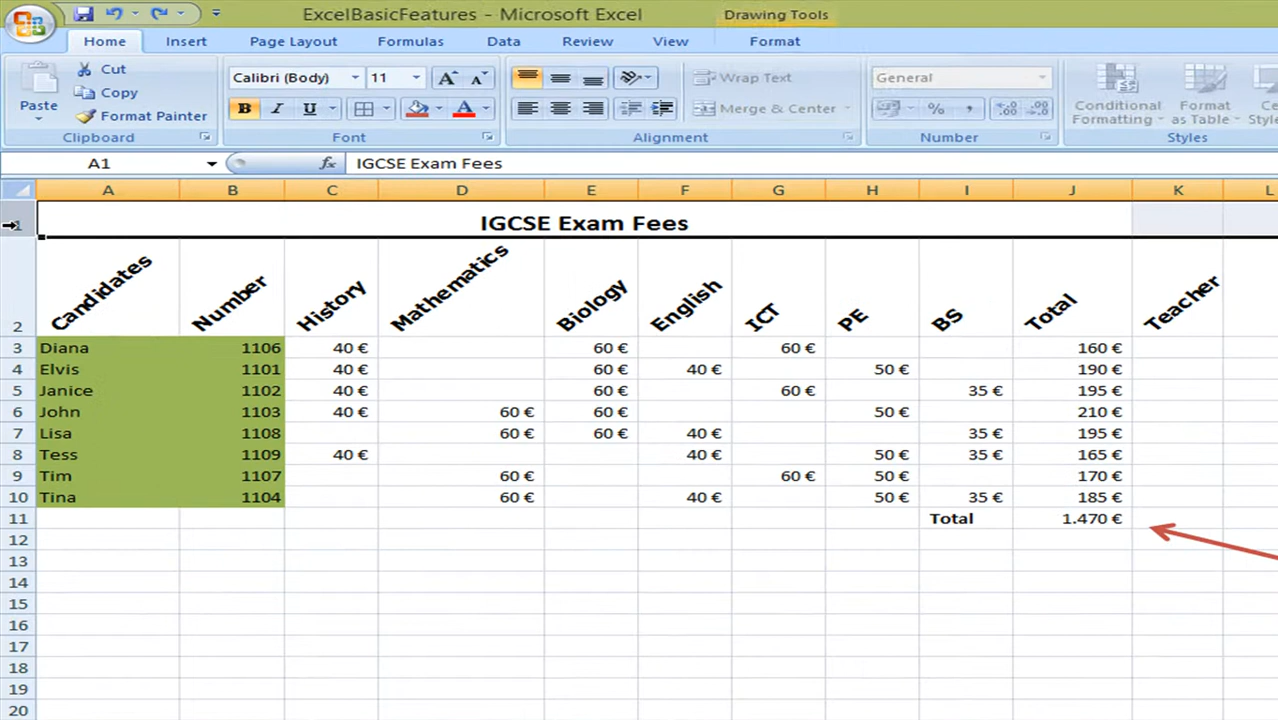 ExcelBasicFeatures - Microsoft Excel Drawing Tools
Home Insert Page Layout Formulas Data Review View Format
Cut Calibri (Body) 11 Wrap Text General
Paste Copy B I U Merge & Center % , Conditional Formatting Format as Table
Format Painter
Clipboard Font Alignment Number Styles
A1 fx IGCSE Exam Fees
A B C D E F G H I J K L
1 IGCSE Exam Fees
2 Candidates Number History Mathematics Biology English ICT PE BS Total Teacher
3 Diana 1106 40 € 60 € 60 € 160 €
4 Elvis 1101 40 € 60 € 40 € 50 € 190 €
5 Janice 1102 40 € 60 € 60 € 35 € 195 €
6 John 1103 40 € 60 € 60 € 50 € 210 €
7 Lisa 1108 60 € 60 € 40 € 35 € 195 €
8 Tess 1109 40 € 40 € 50 € 35 € 165 €
9 Tim 1107 60 € 60 € 50 € 170 €
10 Tina 1104 60 € 40 € 50 € 35 € 185 €
11 Total 1.470 €
12
13
14
15
16
17
18
19
20